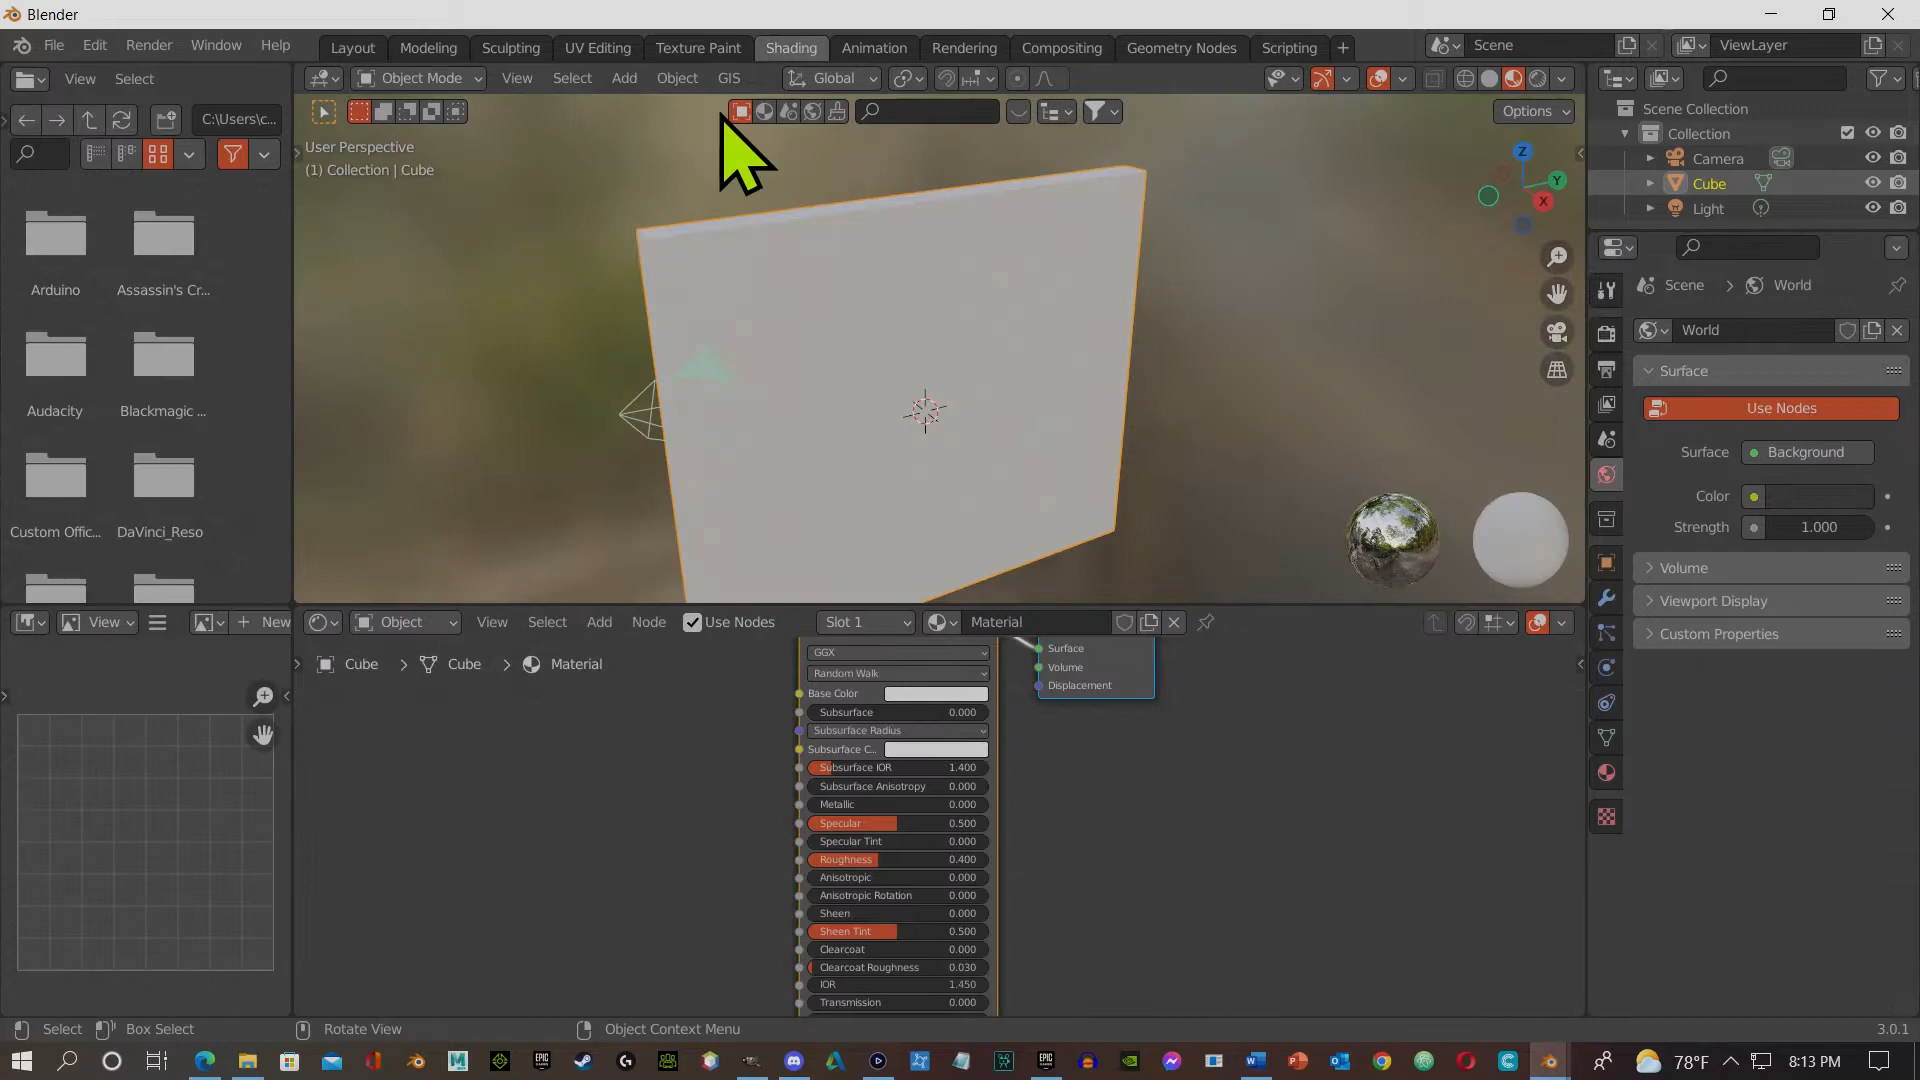 Blender
File Edit Render Window Help
Layout Modeling Sculpting UV Editing Texture Paint Shading Animation Rendering Compositing Geometry Nodes Scripting +
Scene
ViewLayer
View Select
Object Mode View Select Add Object GIS Global
C:\Users\c...
Options
User Perspective
(1) Collection | Cube
Z
Y
X
Arduino
Assassin's Cr...
Audacity
Blackmagic ...
Custom Offic...
DaVinci_Reso
Scene Collection
Collection
Camera
Cube
Light
Scene > World
World
Surface
Use Nodes
Surface Background
Color
Strength 1.000
Volume
Viewport Display
Custom Properties
View + New
Object View Select Add Node Use Nodes Slot 1 Material
Cube > Cube > Material
GGX
Random Walk
Base Color
Subsurface 0.000
Subsurface Radius
Subsurface C...
Subsurface IOR 1.400
Subsurface Anisotropy 0.000
Metallic 0.000
Specular 0.500
Specular Tint 0.000
Roughness 0.400
Anisotropic 0.000
Anisotropic Rotation 0.000
Sheen 0.000
Sheen Tint 0.500
Clearcoat 0.000
Clearcoat Roughness 0.030
IOR 1.450
Transmission 0.000
Surface
Volume
Displacement
Select Box Select Rotate View Object Context Menu 3.0.1
78°F 8:13 PM